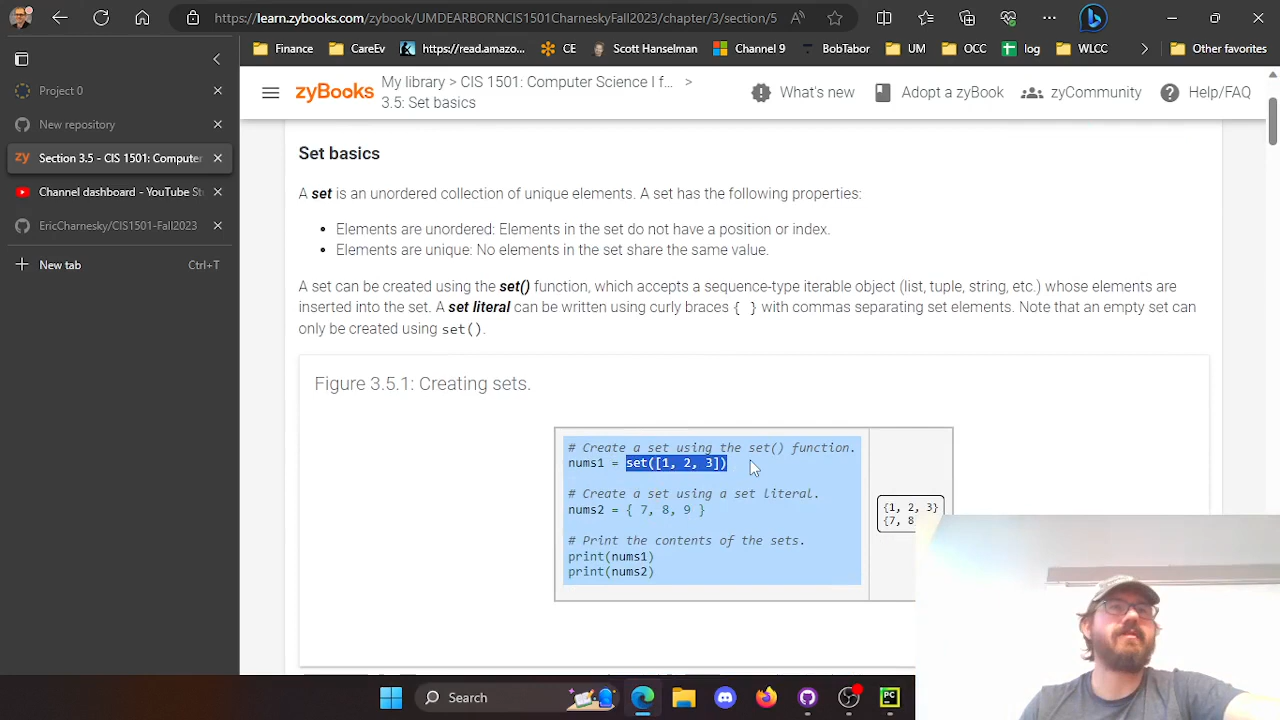 https://learn.zybooks.com/zybook/UMDEARBORNCIS1501CharneskyFall2023/chapter/3/section/5
Finance
CareEv
https://read.amazo...
CE
Scott Hanselman
Channel 9
BobTabor
UM
OCC
log
WLCC
Other favorites
Project 0
New repository
zy Section 3.5 - CIS 1501: Computer
Channel dashboard - YouTube St
EricCharnesky/CIS1501-Fall2023
New tab Ctrl+T
zyBooks
My library > CIS 1501: Computer Science I f... >
3.5: Set basics
What's new
Adopt a zyBook
zyCommunity
Help/FAQ
Set basics
A set is an unordered collection of unique elements. A set has the following properties:
• Elements are unordered: Elements in the set do not have a position or index.
• Elements are unique: No elements in the set share the same value.
A set can be created using the set() function, which accepts a sequence-type iterable object (list, tuple, string, etc.) whose elements are
inserted into the set. A set literal can be written using curly braces { } with commas separating set elements. Note that an empty set can
only be created using set().
Figure 3.5.1: Creating sets.
# Create a set using the set() function.
nums1 = set([1, 2, 3])
# Create a set using a set literal.
nums2 = { 7, 8, 9 }
# Print the contents of the sets.
print(nums1)
print(nums2)
{1, 2, 3}
{7, 8
Search
PC